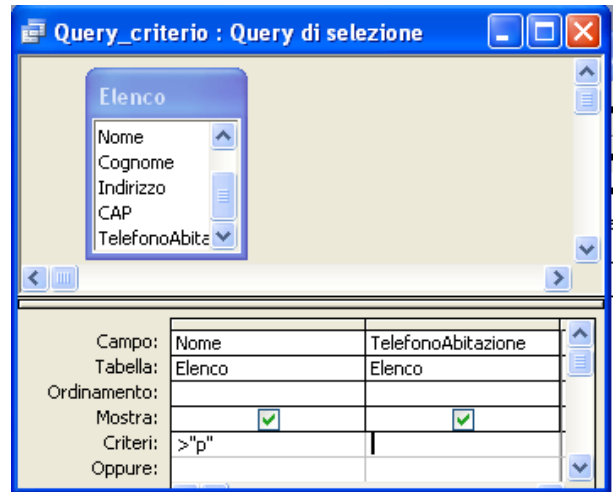 Query_criterio : Query di selezione
Elenco
Nome
Cognome
Indirizzo
CAP
TelefonoAbita
Campo: Nome TelefonoAbitazione
Tabella: Elenco Elenco
Ordinamento:
Mostra:
Criteri: >"p"
Oppure: